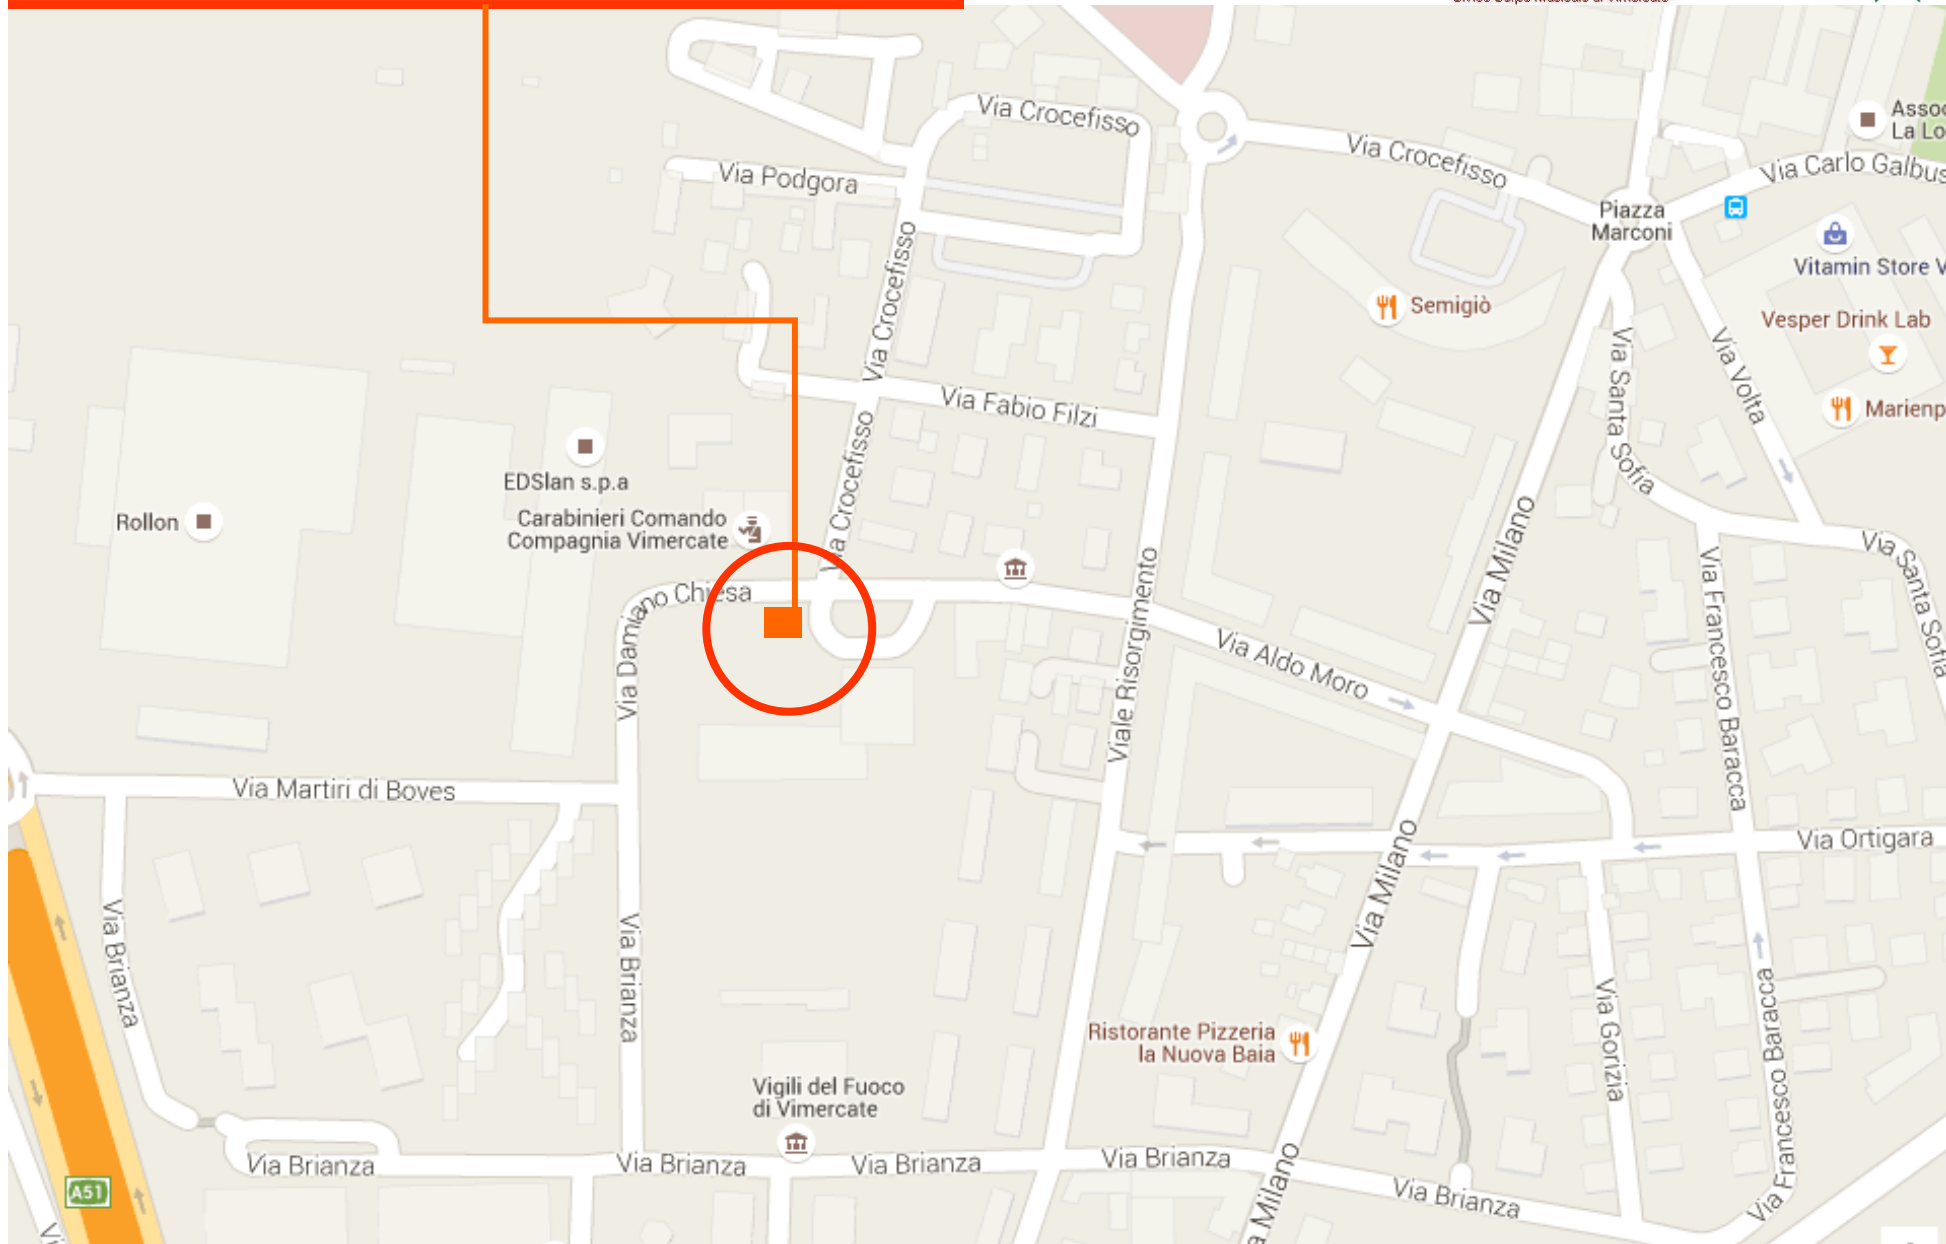 Via Crocefisso
Via Crocefisso
Via Podgora
Via Carlo Galbus
La Lo
Piazza
Marconi
Vitamin Store V
Semigiò
Vesper Drink Lab
Via Crocefisso
Via Santa Sofia
Via Volta
Via Fabio Filzi
Marienp
EDSlan s.p.a
Via Crocefisso
Rollon
Carabinieri Comando
Compagnia Vimercate
Via Milano
Via Santa Sofia
Via Damiano Chiesa
Viale Risorgimento
Via Aldo Moro
Via Francesco Baracca
Via Martiri di Boves
Via Ortigara
Via Milano
Via Brianza
Via Brianza
Via Gorizia
Via Francesco Baracca
Ristorante Pizzeria
la Nuova Baia
Vigili del Fuoco
di Vimercate
Via Brianza
Via Brianza
Via Brianza
Via Brianza
Via Brianza
A51
a Milano